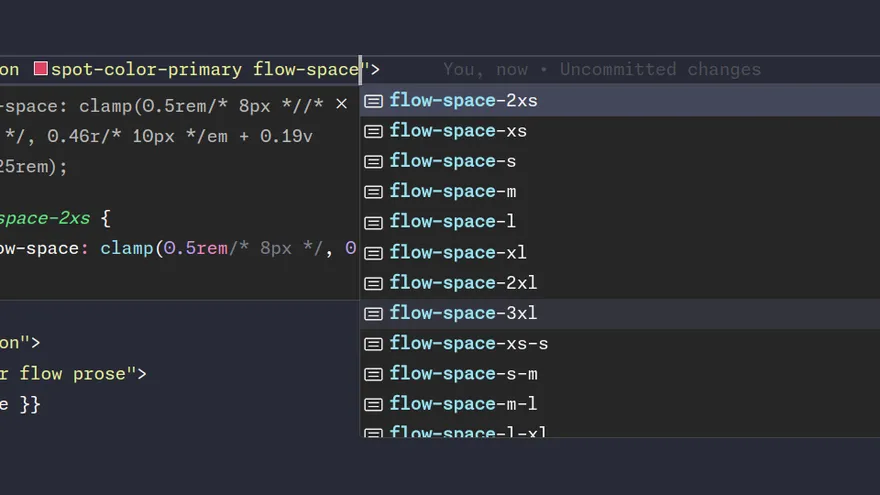 on spot-color-primary flow-space"> You, now • Uncommitted changes
-space: clamp(0.5rem/* 8px *//* ×
*/, 0.46r/* 10px */em + 0.19v
25rem);
space-2xs {
ow-space: clamp(0.5rem/* 8px */, 0
on">
r flow prose">
e }}
flow-space-2xs
flow-space-xs
flow-space-s
flow-space-m
flow-space-l
flow-space-xl
flow-space-2xl
flow-space-3xl
flow-space-xs-s
flow-space-s-m
flow-space-m-l
flow-space-l-xl